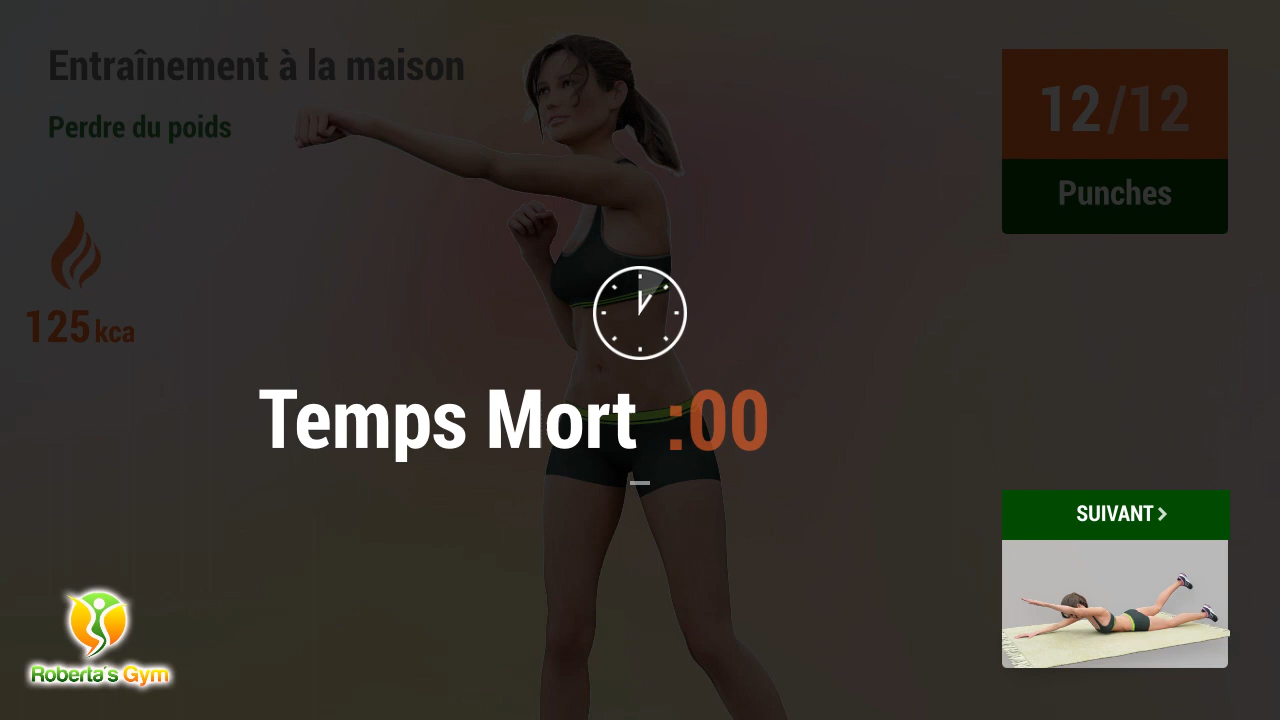 Entraînement à la maison
Perdre du poids
12/12
Punches
125 kca
Temps Mort :00
SUIVANT >
Roberta's Gym